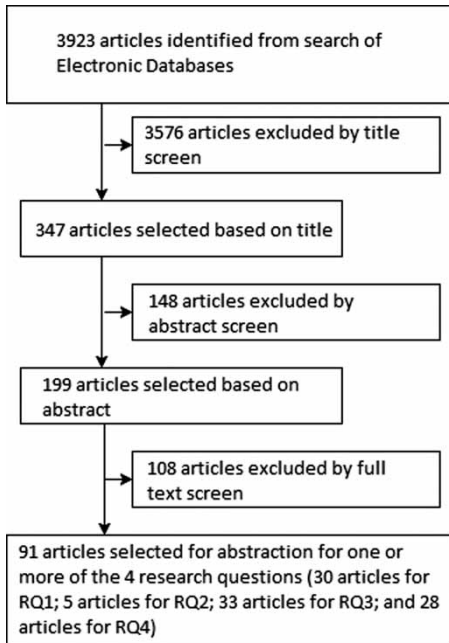 3923 articles identified from search of
Electronic Databases
3576 articles excluded by title
screen
347 articles selected based on title
148 articles excluded by
abstract screen
199 articles selected based on
abstract
108 articles excluded by full
text screen
91 articles selected for abstraction for one or
more of the 4 research questions (30 articles for
RQ1; 5 articles for RQ2; 33 articles for RQ3; and 28
articles for RQ4)